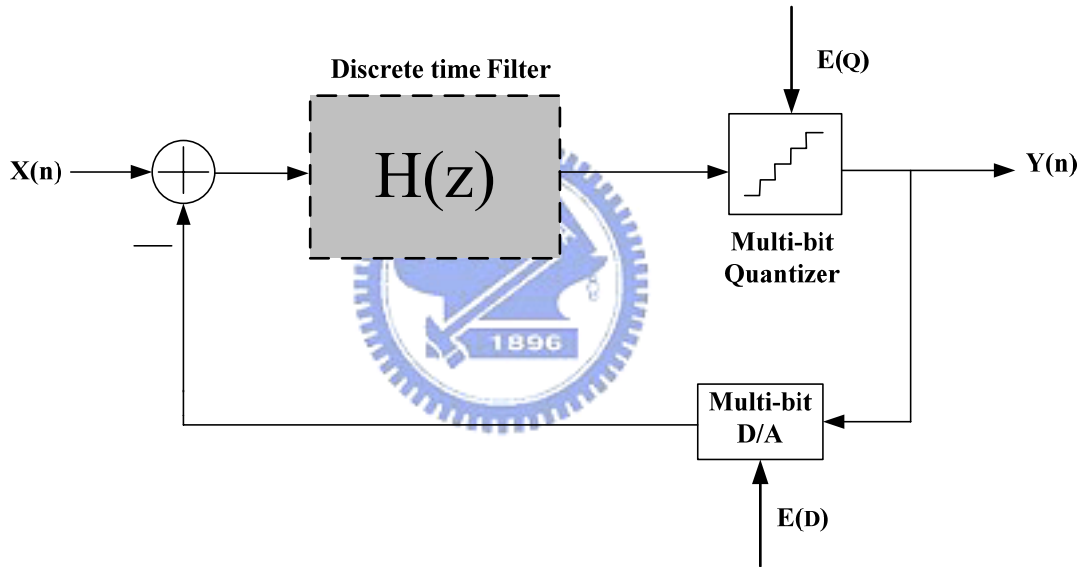 Discrete time Filter
E(Q)
X(n)
H(z)
Y(n)
Multi-bit
Quantizer
1896
Multi-bit
D/A
E(D)